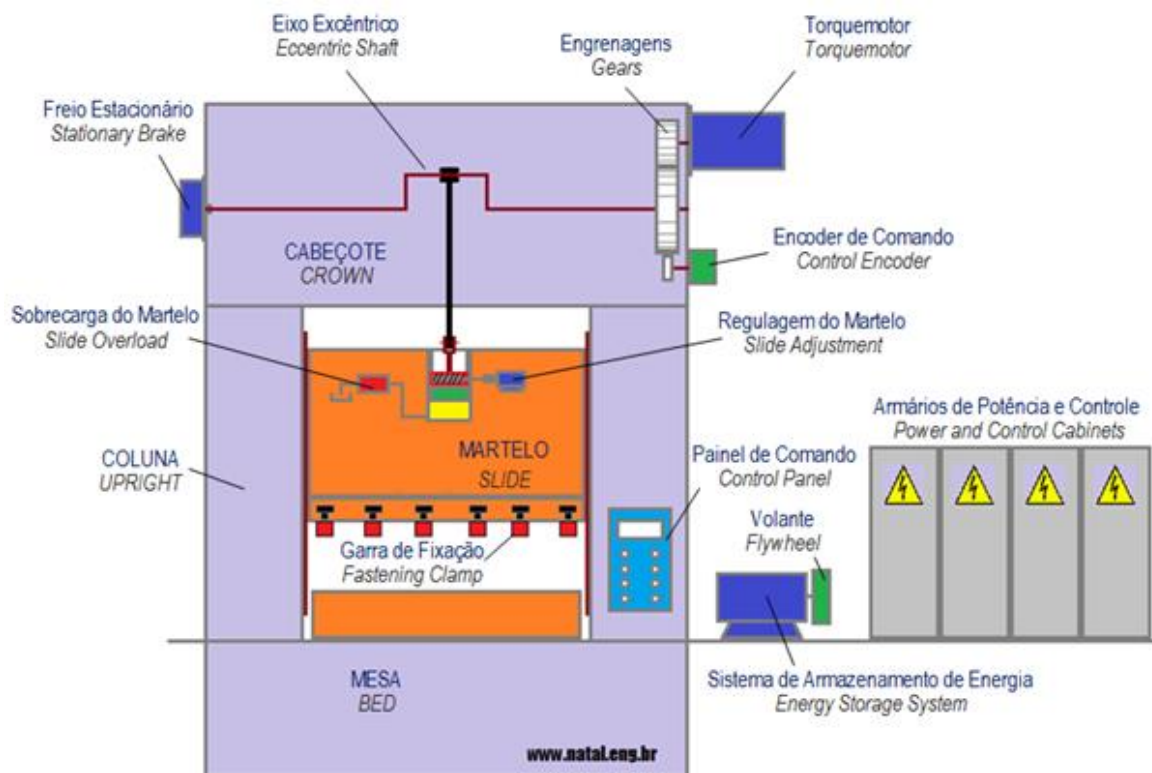 Eixo Excêntrico
Eccentric Shaft
Engrenagens
Gears
Torquemotor
Torquemotor
Freio Estacionário
Stationary Brake
CABEÇOTE
CROWN
Encoder de Comando
Control Encoder
Sobrecarga do Martelo
Slide Overload
Regulagem do Martelo
Slide Adjustment
Armários de Potência e Controle
Power and Control Cabinets
COLUNA
UPRIGHT
MARTELO
SLIDE
Painel de Comando
Control Panel
Volante
Flywheel
Garra de Fixação
Fastening Clamp
MESA
BED
Sistema de Armazenamento de Energia
Energy Storage System
www.natal.eng.br